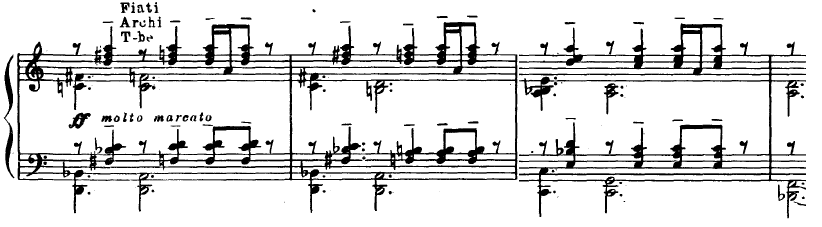 Fiati
Archi
T-be
ff molto marcato